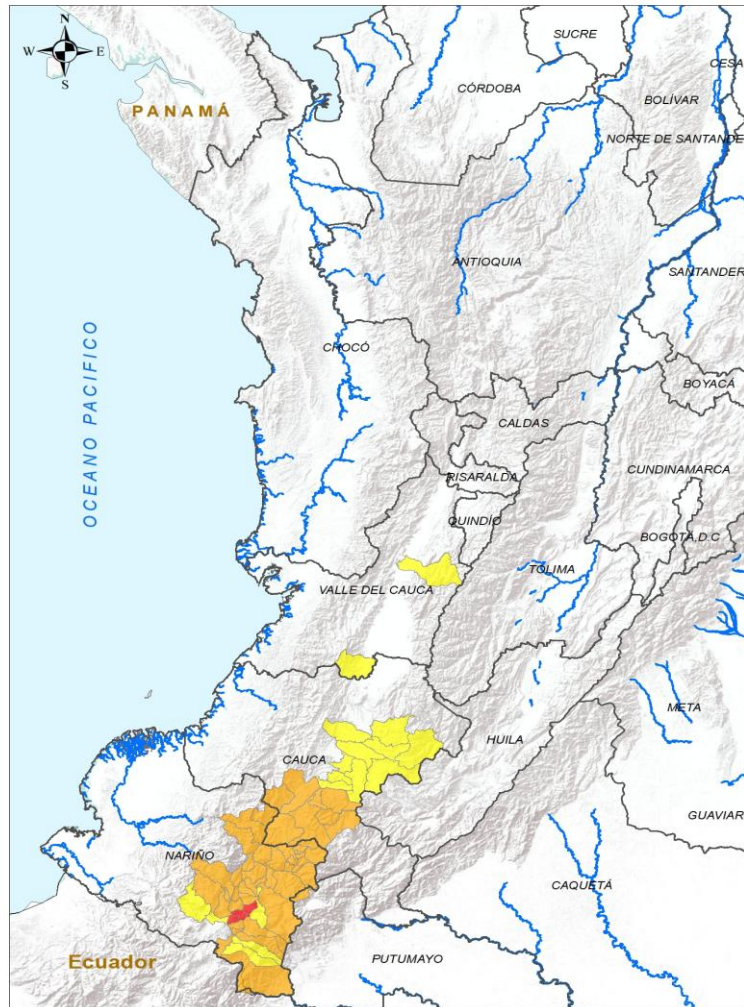 N
W E
S
SUCRE
CESA
CÓRDOBA
BOLÍVAR
PANAMÁ
NORTE DE SANTANDE
ANTIOQUIA
SANTANDER
OCEANO PACIFICO
CHOCÓ
BOYACÁ
CALDAS
CUNDINAMARCA
RISARALDA
QUINDÍO
BOGOTÁ,D.C
TOLIMA
VALLE DEL CAUCA
META
HUILA
CAUCA
GUAVIAR
NARIÑO
CAQUETÁ
Ecuador
PUTUMAYO